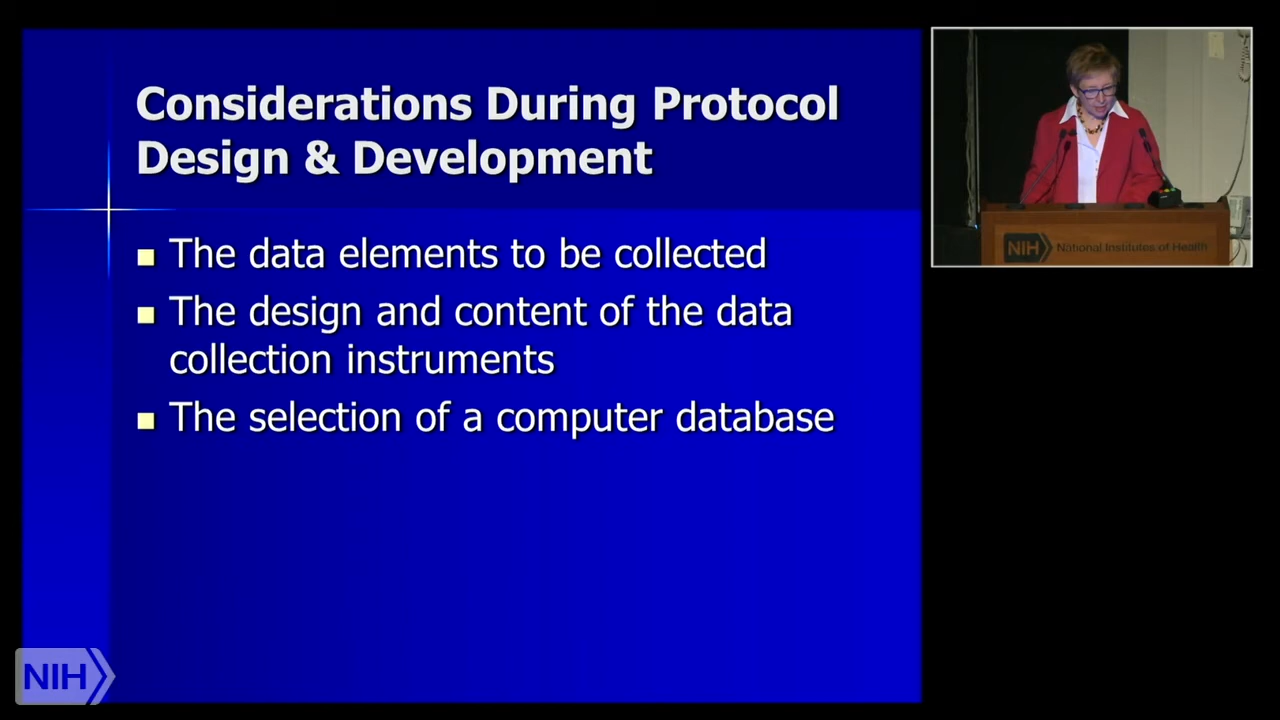 Considerations During Protocol
Design & Development
The data elements to be collected
The design and content of the data
collection instruments
The selection of a computer database
NIH National Institutes of Health
NIH